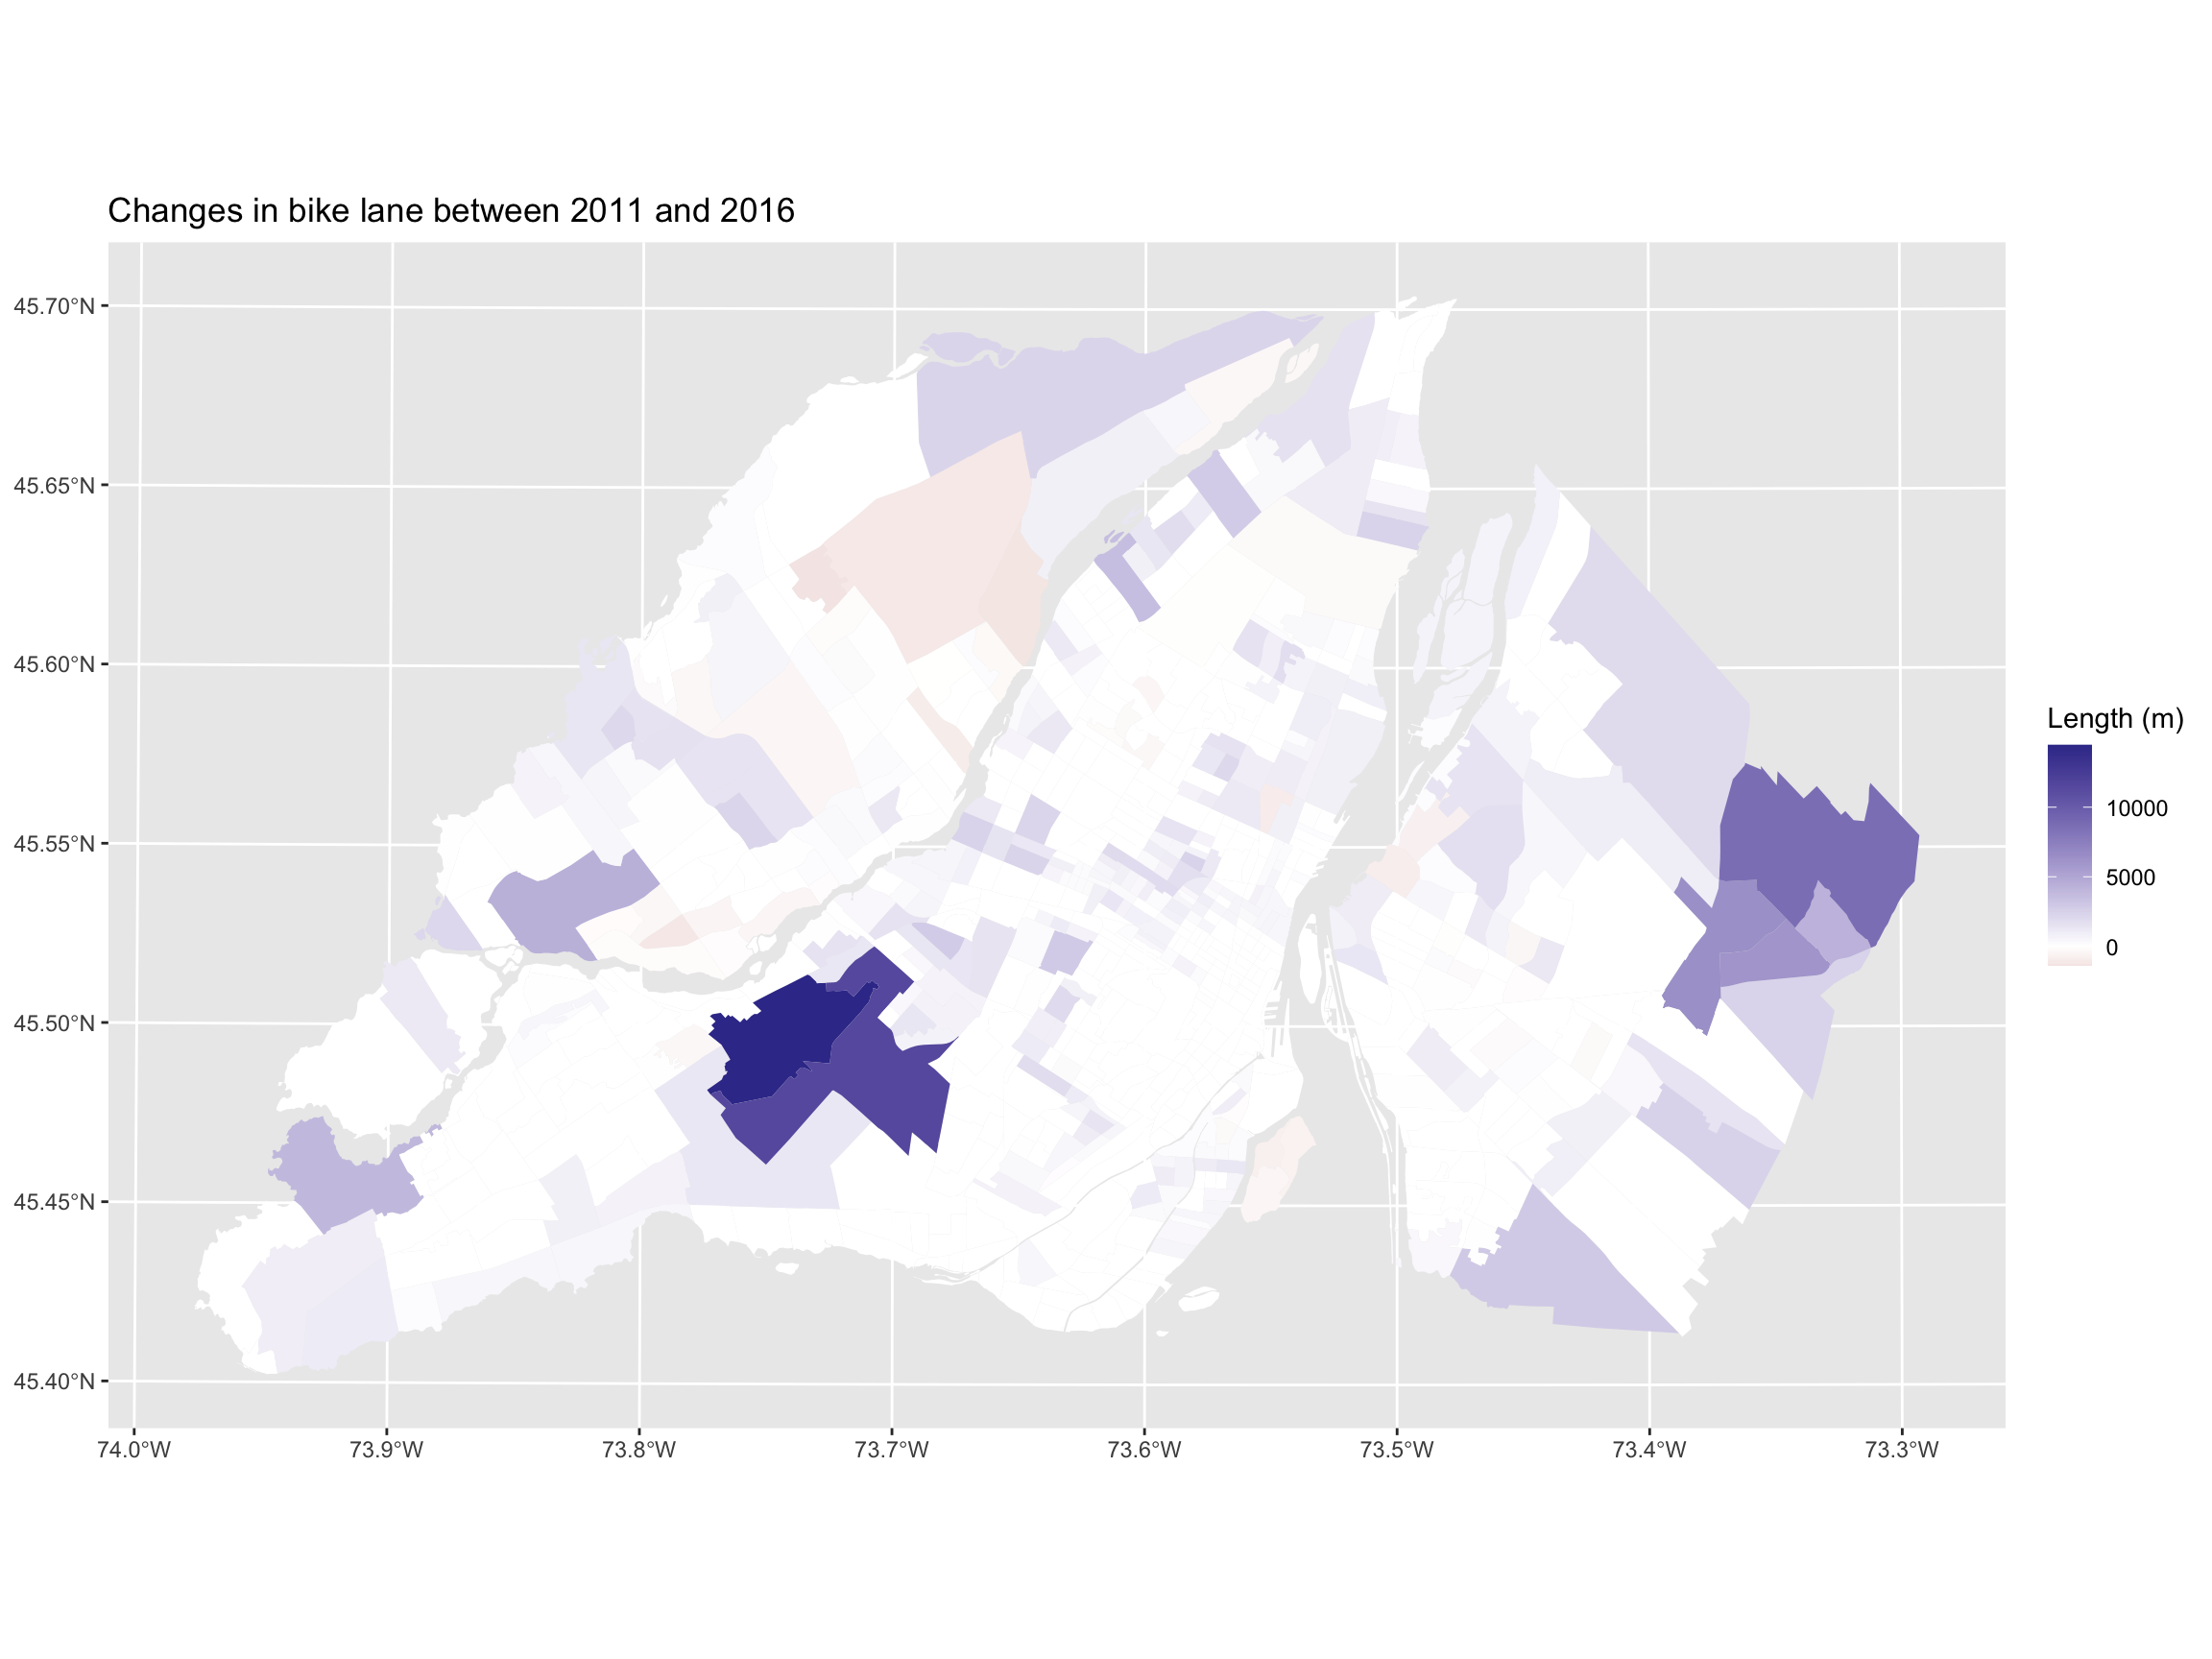 Changes in bike lane between 2011 and 2016
45.70°N
45.65°N
45.60°N
45.55°N
45.50°N
45.45°N
45.40°N
74.0°W 73.9°W 73.8°W 73.7°W 73.6°W 73.5°W 73.4°W 73.3°W
Length (m)
10000
5000
0